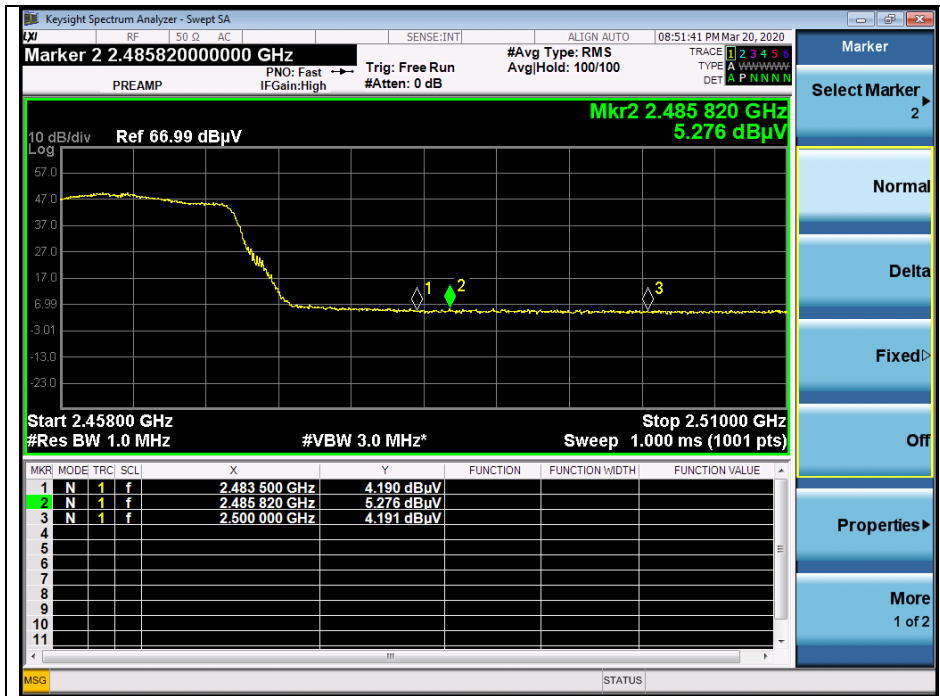 Keysight Spectrum Analyzer - Swept SA
LXI RF 50 Ω AC SENSE:INT ALIGN AUTO 08:51:41 PM Mar 20, 2020
Marker 2 2.485820000000 GHz
PREAMP
PNO: Fast
IFGain:High
Trig: Free Run
#Atten: 0 dB
#Avg Type: RMS
Avg|Hold: 100/100
TRACE 1 2 3 4 5 6
TYPE A WWWWW
DET A P N N N N
Mkr2 2.485 820 GHz
5.276 dBµV
10 dB/div Ref 66.99 dBµV
Log
57.0
47.0
37.0
27.0
17.0
6.99
-3.01
-13.0
-23.0
1
2
3
Start 2.45800 GHz Stop 2.51000 GHz
#Res BW 1.0 MHz #VBW 3.0 MHz* Sweep 1.000 ms (1001 pts)
MKR MODE TRC SCL X Y FUNCTION FUNCTION WIDTH FUNCTION VALUE
1 N 1 f 2.483 500 GHz 4.190 dBµV
2 N 1 f 2.485 820 GHz 5.276 dBµV
3 N 1 f 2.500 000 GHz 4.191 dBµV
4
5
6
7
8
9
10
11
MSG STATUS
Marker
Select Marker
2
Normal
Delta
Fixed
Off
Properties
More
1 of 2